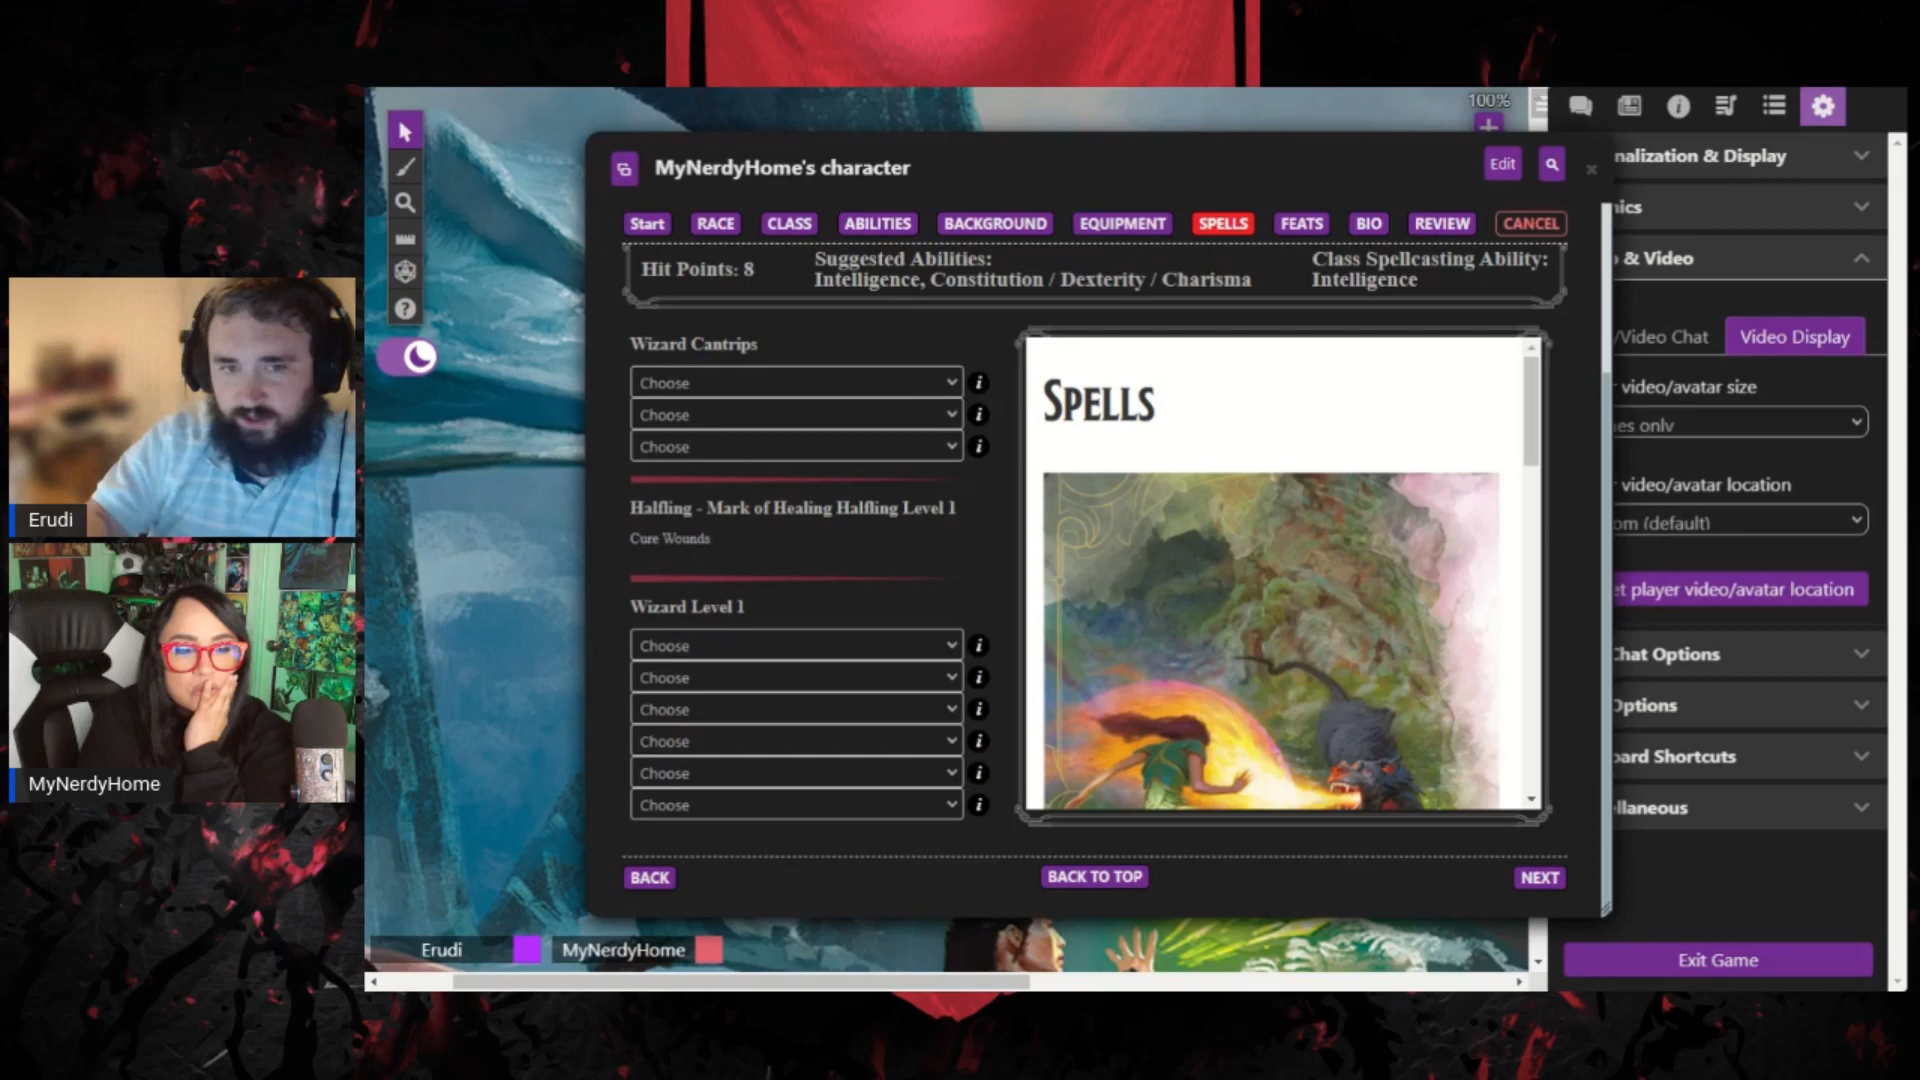 100%
MyNerdyHome's character
Edit
Start RACE CLASS ABILITIES BACKGROUND EQUIPMENT SPELLS FEATS BIO REVIEW CANCEL
Hit Points: 8
Suggested Abilities:
Intelligence, Constitution / Dexterity / Charisma
Class Spellcasting Ability:
Intelligence
Wizard Cantrips
Choose
Choose
Choose
Halfling - Mark of Healing Halfling Level 1
Cure Wounds
Wizard Level 1
Choose
Choose
Choose
Choose
Choose
Choose
SPELLS
BACK
BACK TO TOP
NEXT
nalization & Display
nics
& Video
/Video Chat
Video Display
video/avatar size
es only
video/avatar location
om (default)
et player video/avatar location
Chat Options
Options
oard Shortcuts
llaneous
Exit Game
Erudi
MyNerdyHome
Erudi
MyNerdyHome